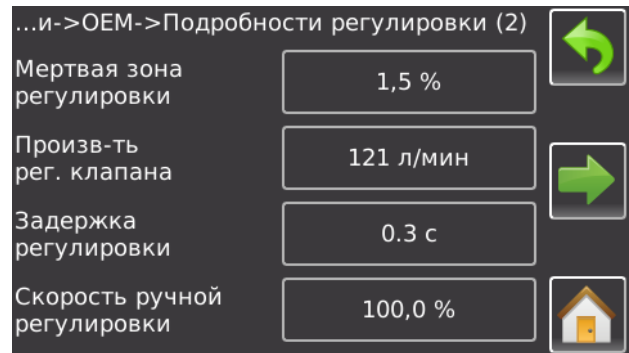 ...и->OEM->Подробности регулировки (2)
Мертвая зона
регулировки
1,5 %
Произв-ть
рег. клапана
121 л/мин
Задержка
регулировки
0.3 с
Скорость ручной
регулировки
100,0 %